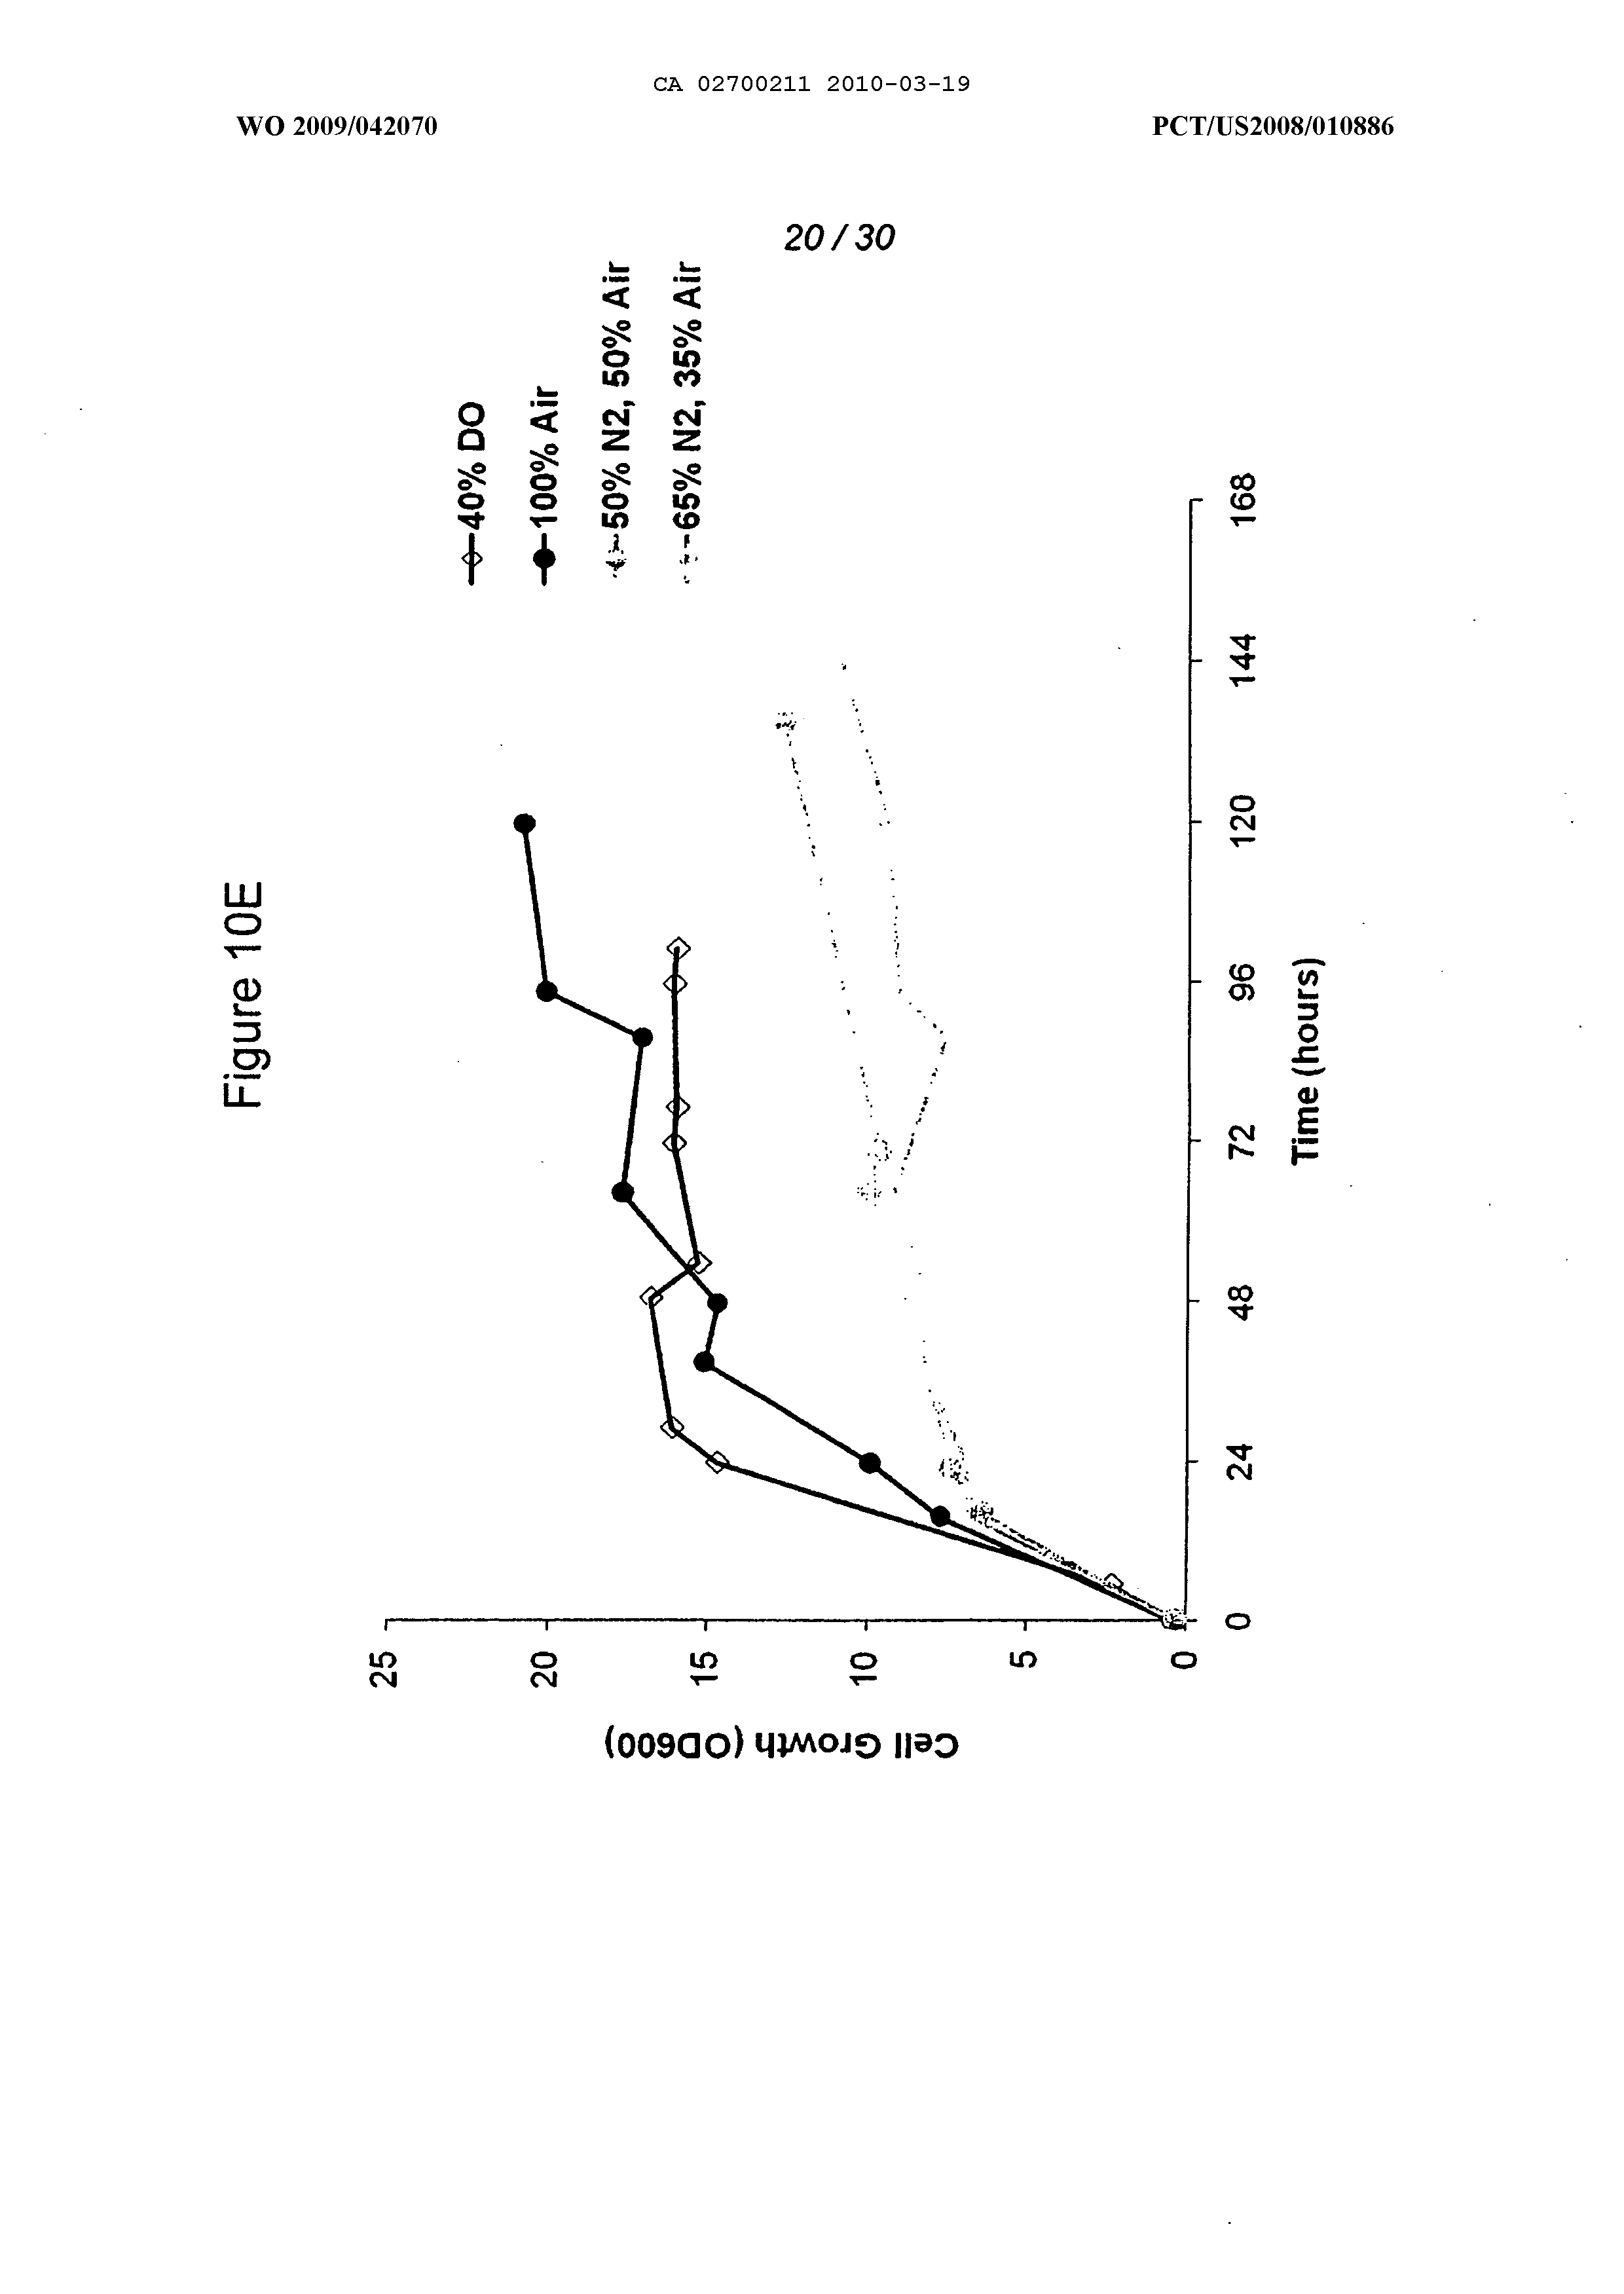 CA 02700211 2010-03-19
WO 2009/042070
PCT/US2008/010886
20 / 30
Figure 10E
40% DO
100% Air
50% N2, 50% Air
65% N2, 35% Air
25
20
15
10
5
0
Cell Growth (OD600)
0
24
48
72
96
120
144
168
Time (hours)